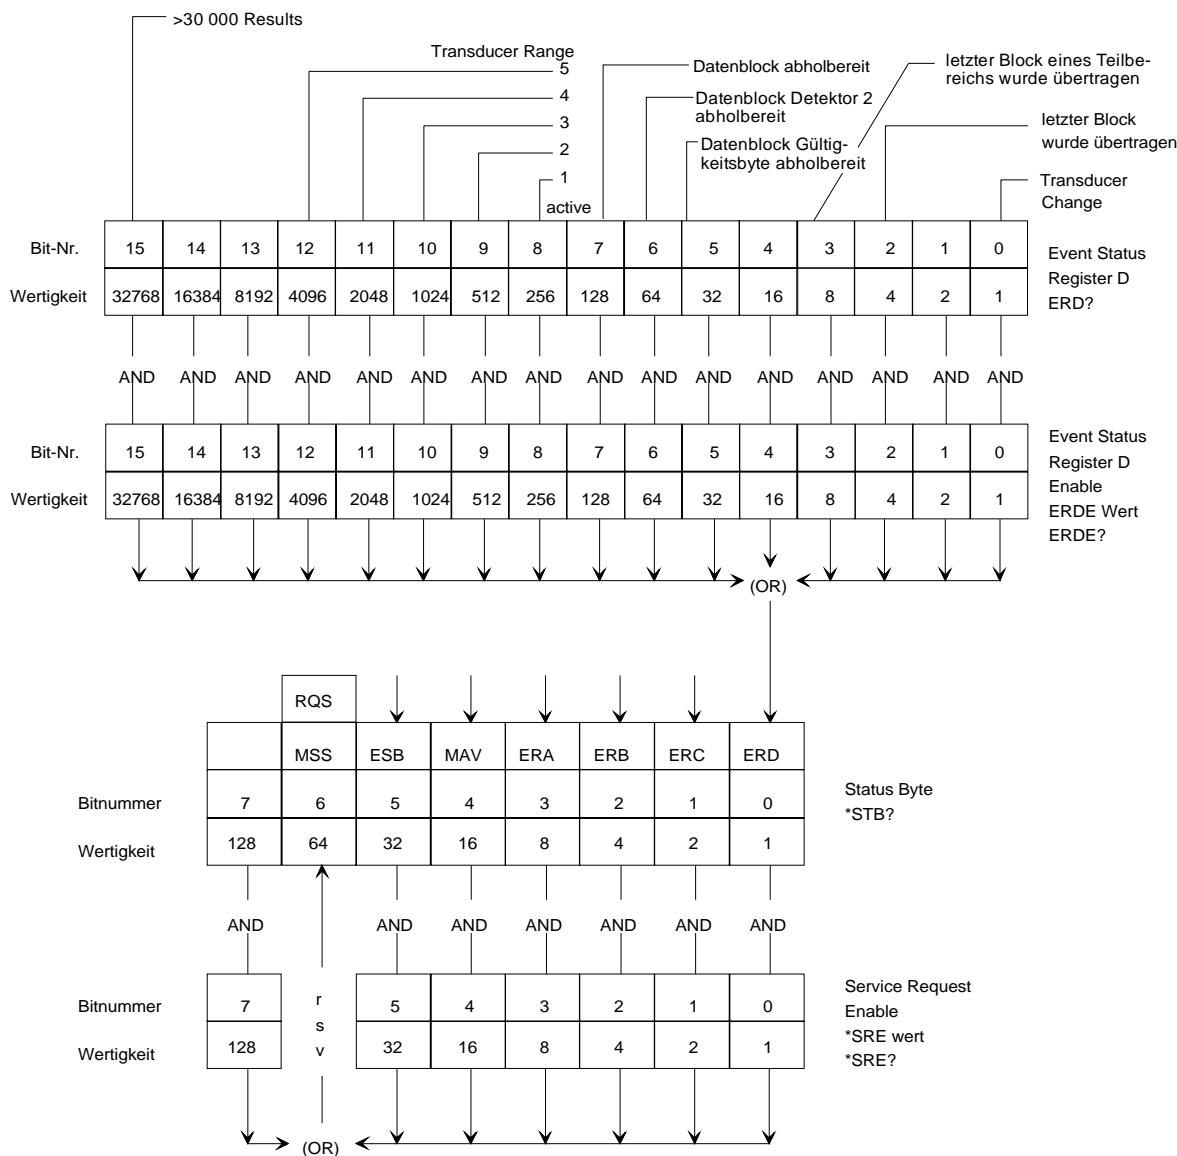 >30 000 Results
Transducer Range
5
4
3
2
1
active
Datenblock abholbereit
Datenblock Detektor 2
abholbereit
Datenblock Gültig-
keitsbyte abholbereit
letzter Block eines Teilbe-
reichs wurde übertragen
letzter Block
wurde übertragen
Transducer
Change
Bit-Nr. 15 14 13 12 11 10 9 8 7 6 5 4 3 2 1 0
Wertigkeit 32768 16384 8192 4096 2048 1024 512 256 128 64 32 16 8 4 2 1
Event Status
Register D
ERD?
AND AND AND AND AND AND AND AND AND AND AND AND AND AND AND AND
Bit-Nr. 15 14 13 12 11 10 9 8 7 6 5 4 3 2 1 0
Wertigkeit 32768 16384 8192 4096 2048 1024 512 256 128 64 32 16 8 4 2 1
Event Status
Register D
Enable
ERDE Wert
ERDE?
(OR)
RQS
MSS ESB MAV ERA ERB ERC ERD
Bitnummer 7 6 5 4 3 2 1 0
Wertigkeit 128 64 32 16 8 4 2 1
Status Byte
*STB?
AND AND AND AND AND AND AND
Bitnummer 7 5 4 3 2 1 0
Wertigkeit 128 32 16 8 4 2 1
r
s
v
Service Request
Enable
*SRE wert
*SRE?
(OR)